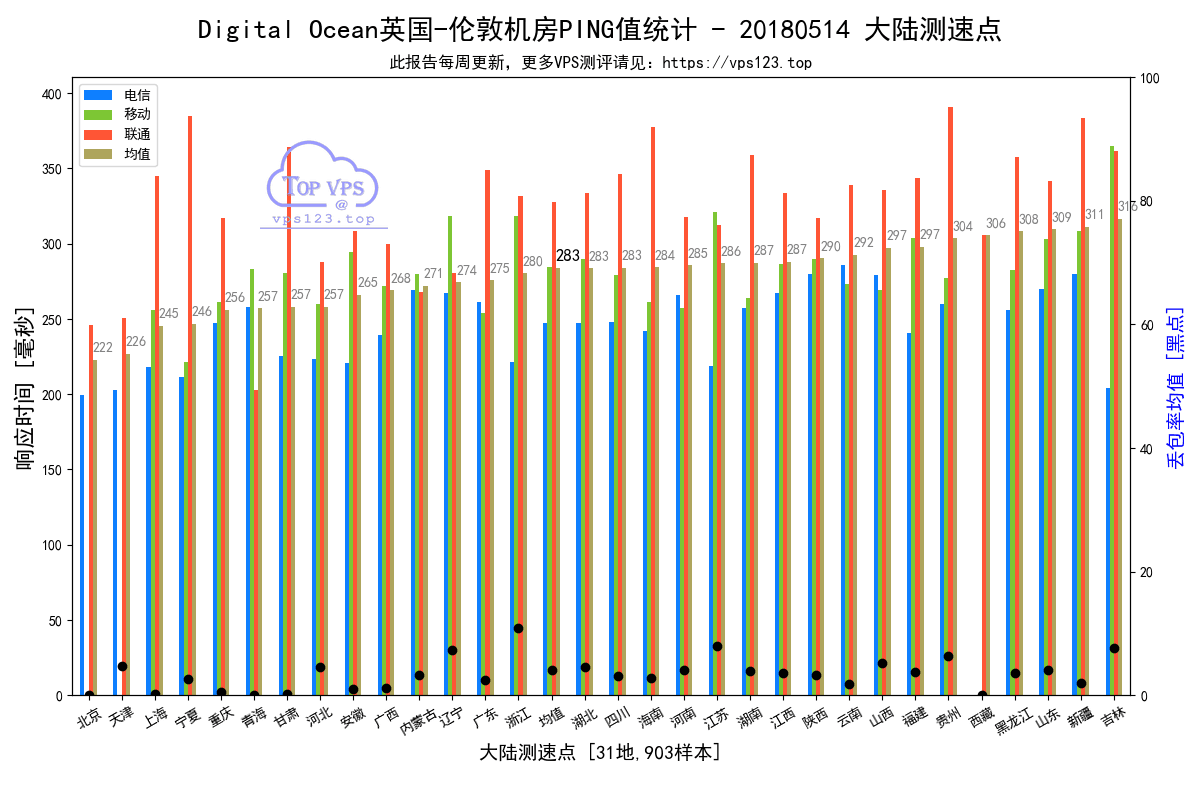 Digital Ocean英国-伦敦机房PING值统计 - 20180514 大陆测速点
此报告每周更新，更多VPS测评请见：https://vps123.top
电信
移动
联通
均值
TOP VPS
@
vps123.top
响应时间 [毫秒]
400
350
300
250
200
150
100
50
0
222 226 245 246 256 257 257 257 265 268 271 274 275 280 283 283 283 284 285 286 287 287 290 292 297 297 304 306 308 309 311 316
100
80
60
40
20
0
丢包率均值 [黑点]
北京 天津 上海 宁夏 重庆 青海 甘肃 河北 安徽 广西 内蒙古 辽宁 广东 浙江 均值 湖北 四川 海南 河南 江苏 湖南 江西 陕西 云南 山西 福建 贵州 西藏 黑龙江 山东 新疆 吉林
大陆测速点 [31地,903样本]